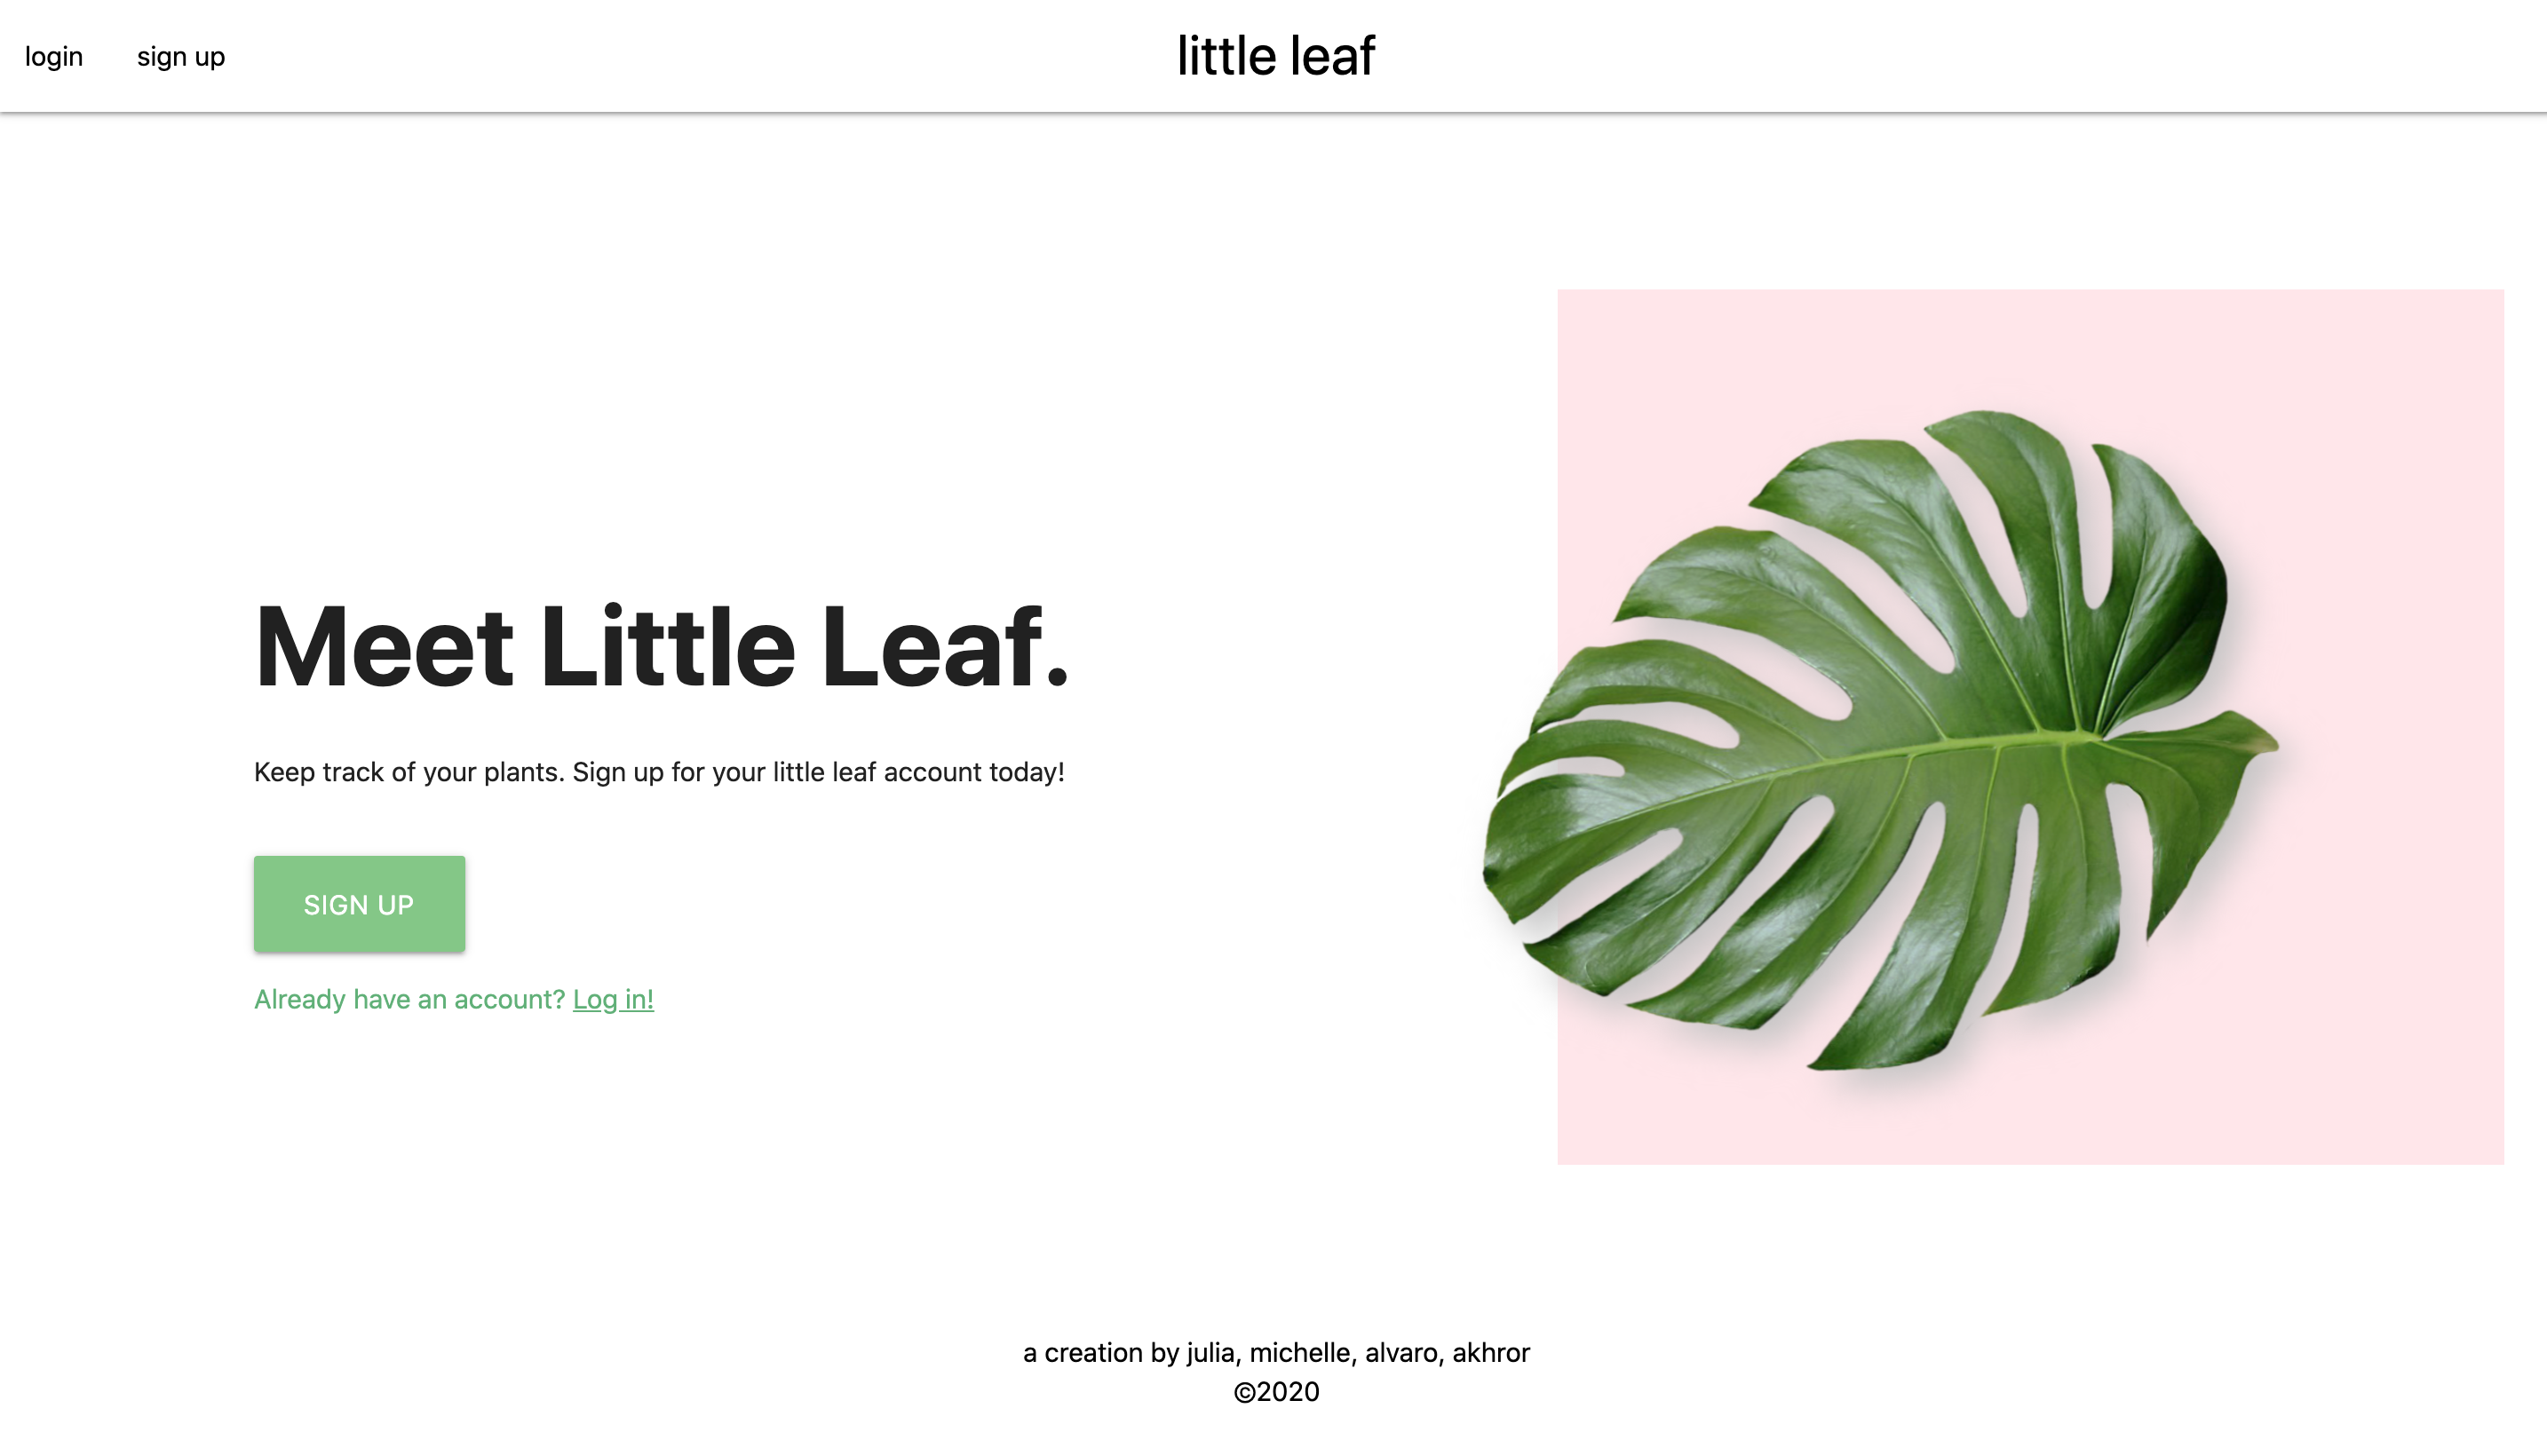 login
sign up
little leaf
Meet Little Leaf.
Keep track of your plants. Sign up for your little leaf account today!
SIGN UP
Already have an account? Log in!
a creation by julia, michelle, alvaro, akhror
©2020